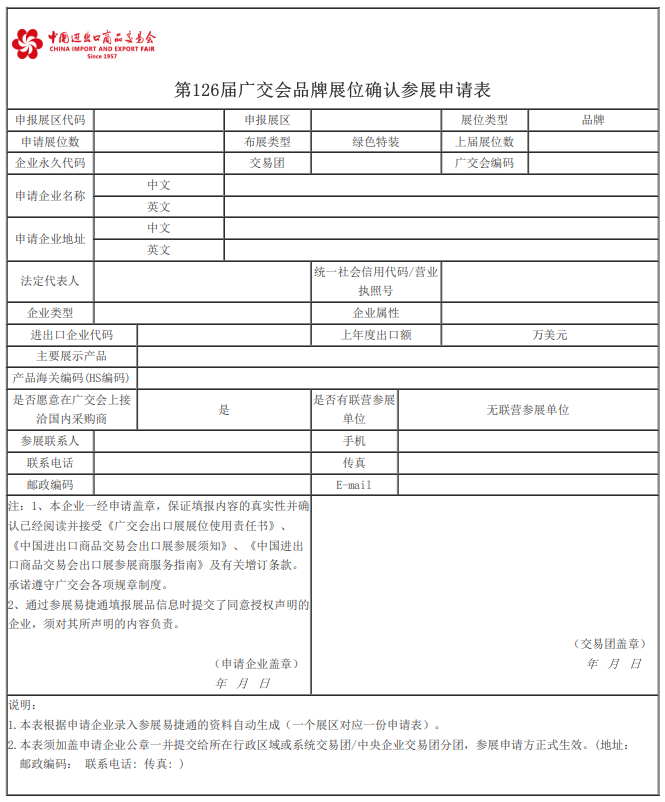 中国进出口商品交易会
CHINA IMPORT AND EXPORT FAIR
Since 1957
第126届广交会品牌展位确认参展申请表
申报展区代码 申报展区 展位类型 品牌
申请展位数 布展类型 绿色特装 上届展位数
企业永久代码 交易团 广交会编码
申请企业名称 中文
英文
申请企业地址 中文
英文
法定代表人 统一社会信用代码/营业
执照号
企业类型 企业属性
进出口企业代码 上年度出口额 万美元
主要展示产品
产品海关编码(HS编码)
是否愿意在广交会上接
洽国内采购商 是 是否有联营参展
单位 无联营参展单位
参展联系人 手机
联系电话 传真
邮政编码 E-mail
注：1、本企业一经申请盖章，保证填报内容的真实性并确
认已经阅读并接受《广交会出口展展位使用责任书》、
《中国进出口商品交易会出口展参展须知》、《中国进出
口商品交易会出口展参展商服务指南》及有关增订条款。
承诺遵守广交会各项规章制度。
2、通过参展易捷通填报展品信息时提交了同意授权声明的
企业，须对其所声明的内容负责。
（申请企业盖章）
年 月 日
（交易团盖章）
年 月 日
说明：
1.本表根据申请企业录入参展易捷通的资料自动生成（一个展区对应一份申请表）。
2.本表须加盖申请企业公章一并提交给所在行政区域或系统交易团/中央企业交易团分团，参展申请方正式生效。(地址：
邮政编码： 联系电话: 传真: )